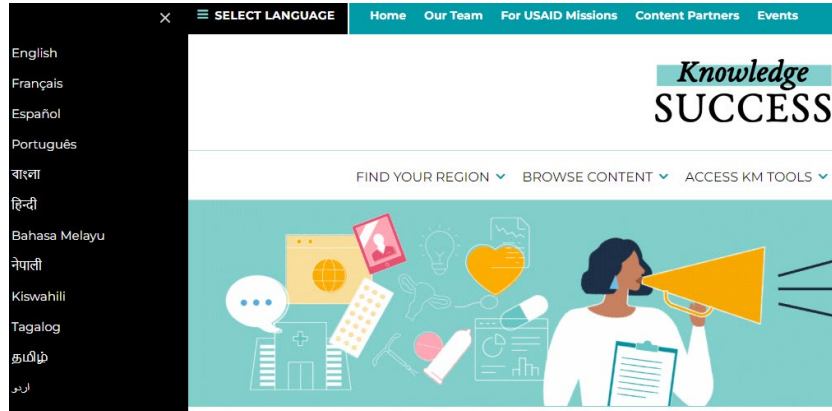 ×
English
Français
Español
Português
বাংলা
हिन्दी
Bahasa Melayu
नेपाली
Kiswahili
Tagalog
தமிழ்
اردو
☰ SELECT LANGUAGE
Home Our Team For USAID Missions Content Partners Events
Knowledge
SUCCESS
FIND YOUR REGION BROWSE CONTENT ACCESS KM TOOLS